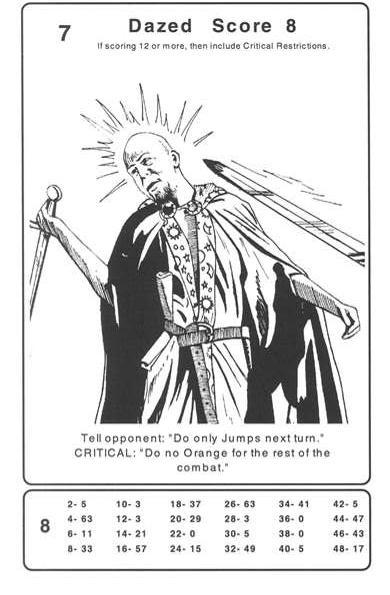 7
Dazed Score 8
If scoring 12 or more, then include Critical Restrictions.
Tell opponent: "Do only Jumps next turn."
CRITICAL: "Do no Orange for the rest of the
combat."
8
2- 5 10- 3 18- 37 26- 63 34- 41 42- 5
4- 63 12- 3 20- 29 28- 3 36- 0 44- 47
6- 11 14- 21 22- 0 30- 5 38- 0 46- 43
8- 33 16- 57 24- 15 32- 49 40- 5 48- 17